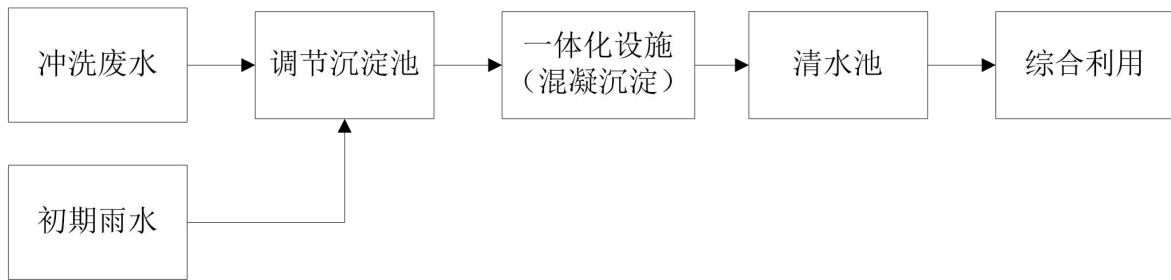 冲洗废水
调节沉淀池
一体化设施
（混凝沉淀）
清水池
综合利用
初期雨水